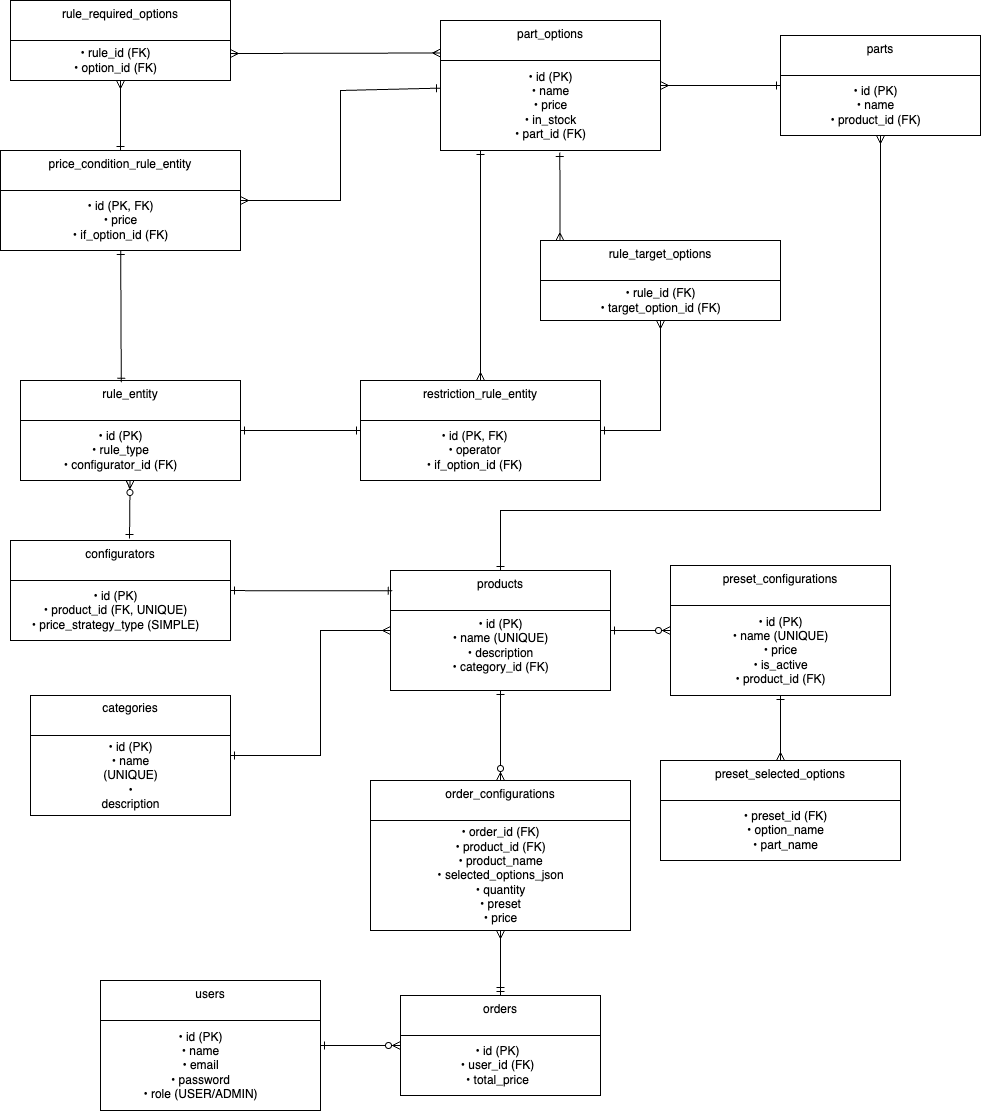 rule_required_options
• rule_id (FK)
• option_id (FK)
part_options
• id (PK)
• name
• price
• in_stock
• part_id (FK)
parts
• id (PK)
• name
• product_id (FK)
price_condition_rule_entity
• id (PK, FK)
• price
• if_option_id (FK)
rule_target_options
• rule_id (FK)
• target_option_id (FK)
rule_entity
• id (PK)
• rule_type
• configurator_id (FK)
restriction_rule_entity
• id (PK, FK)
• operator
• if_option_id (FK)
configurators
• id (PK)
• product_id (FK, UNIQUE)
• price_strategy_type (SIMPLE)
products
• id (PK)
• name (UNIQUE)
• description
• category_id (FK)
preset_configurations
• id (PK)
• name (UNIQUE)
• price
• is_active
• product_id (FK)
categories
• id (PK)
• name
(UNIQUE)
•
description
preset_selected_options
• preset_id (FK)
• option_name
• part_name
order_configurations
• order_id (FK)
• product_id (FK)
• product_name
• selected_options_json
• quantity
• preset
• price
users
• id (PK)
• name
• email
• password
• role (USER/ADMIN)
orders
• id (PK)
• user_id (FK)
• total_price